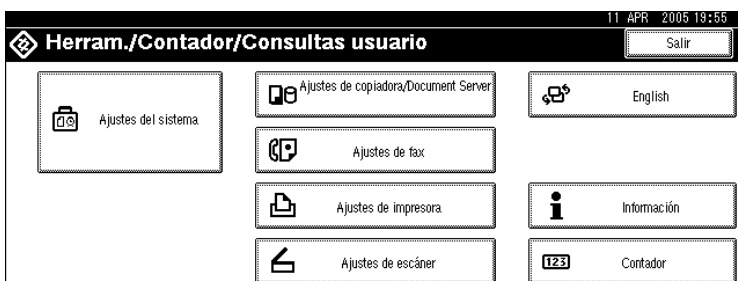 11 APR 2005 19:55
Herram./Contador/Consultas usuario
Salir
Ajustes del sistema
Ajustes de copiadora/Document Server
English
Ajustes de fax
Ajustes de impresora
Información
Ajustes de escáner
123
Contador